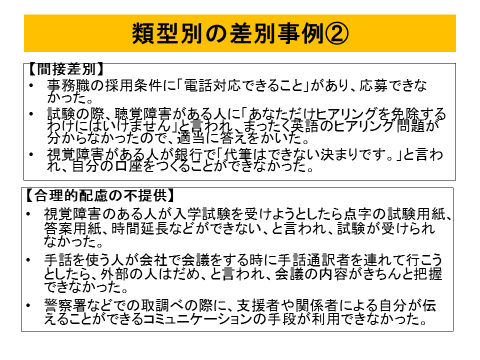 類型別の差別事例②
【間接差別】
• 事務職の採用条件に「電話対応できること」があり、応募できな
かった。
• 試験の際、聴覚障害がある人に「あなただけヒアリングを免除する
わけにはいけません」と言われ、まったく英語のヒアリング問題が
分からなかったので、適当に答えをかいた。
• 視覚障害がある人が銀行で「代筆はできない決まりです。」と言わ
れ、自分の口座をつくることができなかった。
【合理的配慮の不提供】
• 視覚障害のある人が入学試験を受けようとしたら点字の試験用紙、
答案用紙、時間延長などができない、と言われ、試験が受けられ
なかった。
• 手話を使う人が会社で会議をする時に手話通訳者を連れて行こう
としたら、外部の人はだめ、と言われ、会議の内容がきちんと把握
できなかった。
• 警察署などでの取調べの際に、支援者や関係者による自分が伝
えることができるコミュニケーションの手段が利用できなかった。